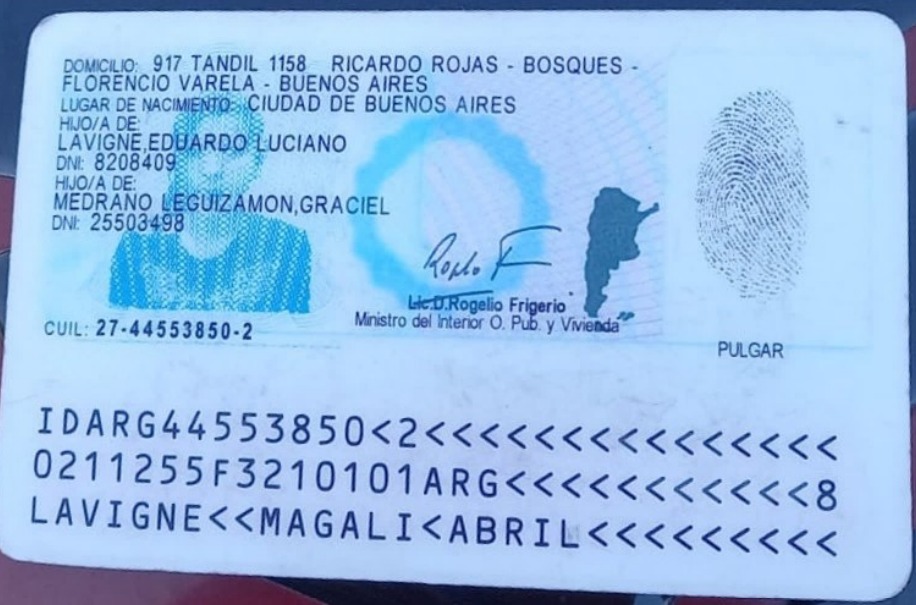 DOMICILIO: 917 TANDIL 1158 RICARDO ROJAS - BOSQUES -
FLORENCIO VARELA - BUENOS AIRES
LUGAR DE NACIMIENTO: CIUDAD DE BUENOS AIRES
HIJO/A DE:
LAVIGNE,EDUARDO LUCIANO
DNI: 8208409
HIJO/A DE:
MEDRANO LEGUIZAMON,GRACIEL
DNI: 25503498
Lic.D.Rogelio Frigerio
Ministro del Interior O. Pub. y Vivienda
CUIL: 27-44553850-2
PULGAR
IDARG44553850<2<<<<<<<<<<<<<<<
0211255F3210101ARG<<<<<<<<<<<8
LAVIGNE<<MAGALI<ABRIL<<<<<<<<<